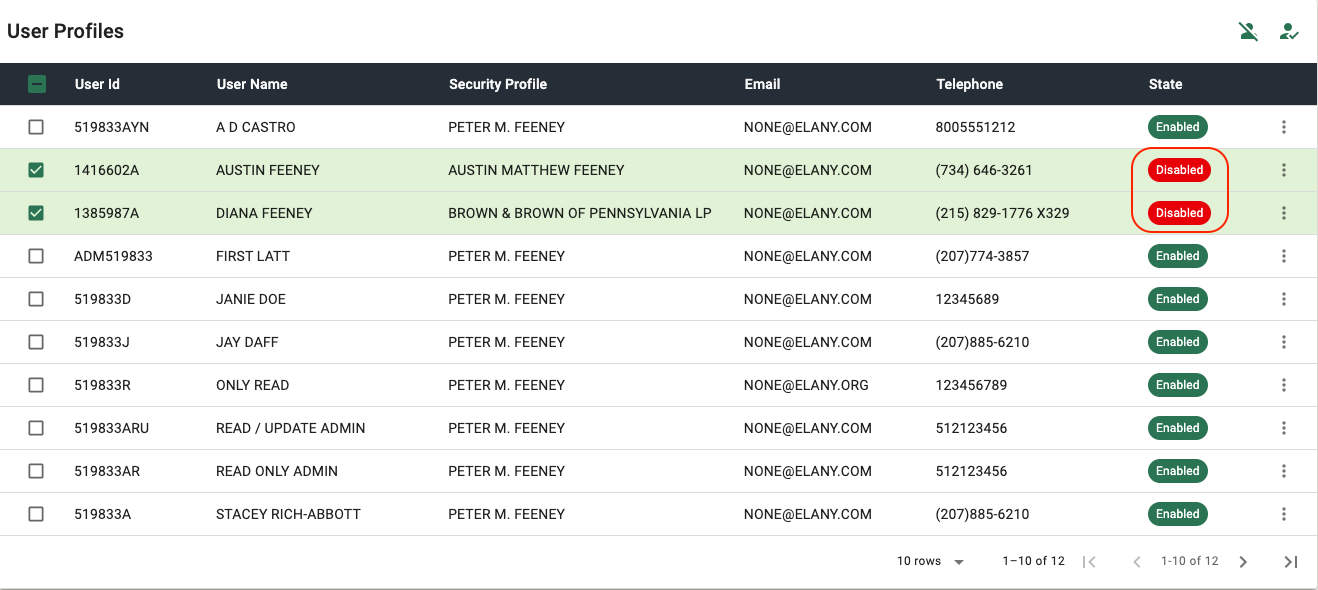 User Profiles
User Id User Name Security Profile Email Telephone State
519833AYN A D CASTRO PETER M. FEENEY NONE@ELANY.COM 8005551212 Enabled
1416602A AUSTIN FEENEY AUSTIN MATTHEW FEENEY NONE@ELANY.COM (734) 646-3261 Disabled
1385987A DIANA FEENEY BROWN & BROWN OF PENNSYLVANIA LP NONE@ELANY.COM (215) 829-1776 X329 Disabled
ADM519833 FIRST LATT PETER M. FEENEY NONE@ELANY.COM (207)774-3857 Enabled
519833D JANIE DOE PETER M. FEENEY NONE@ELANY.COM 12345689 Enabled
519833J JAY DAFF PETER M. FEENEY NONE@ELANY.COM (207)885-6210 Enabled
519833R ONLY READ PETER M. FEENEY NONE@ELANY.ORG 123456789 Enabled
519833ARU READ / UPDATE ADMIN PETER M. FEENEY NONE@ELANY.COM 512123456 Enabled
519833AR READ ONLY ADMIN PETER M. FEENEY NONE@ELANY.COM 512123456 Enabled
519833A STACEY RICH-ABBOTT PETER M. FEENEY NONE@ELANY.COM (207)885-6210 Enabled
10 rows 1–10 of 12 1-10 of 12